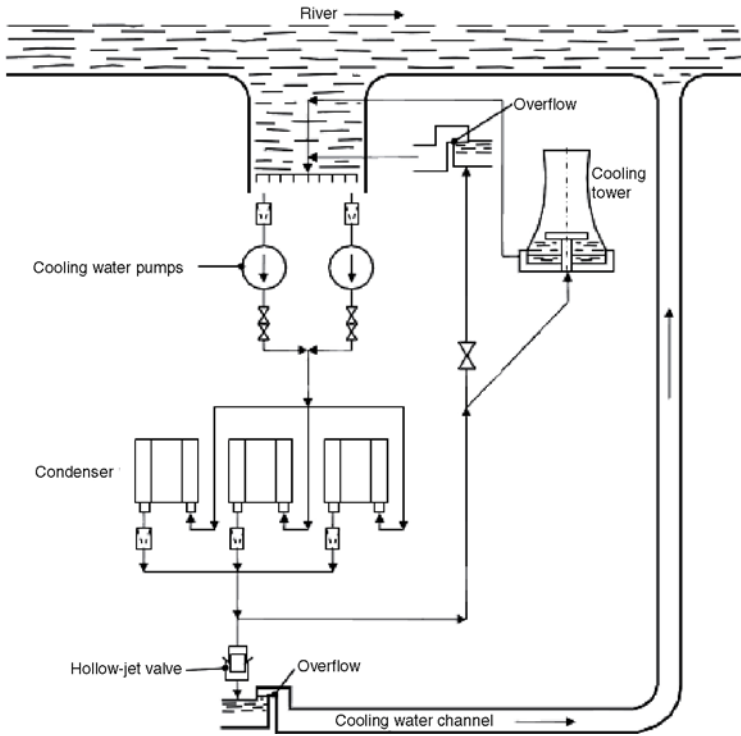 River
Overflow
Cooling
tower
Cooling water pumps
Condenser
Hollow-jet valve
Overflow
Cooling water channel